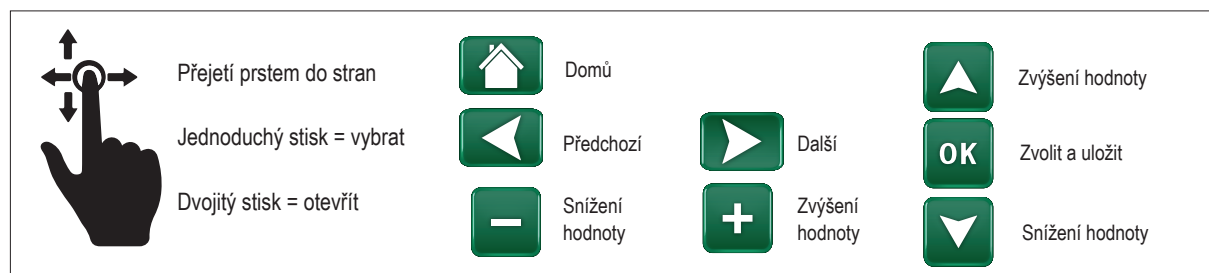 Přejetí prstem do stran
Jednoduchý stisk = vybrat
Dvojitý stisk = otevřít
Domů
Předchozí
Další
Snížení
hodnoty
Zvýšení
hodnoty
Zvýšení hodnoty
OK
Zvolit a uložit
Snížení hodnoty